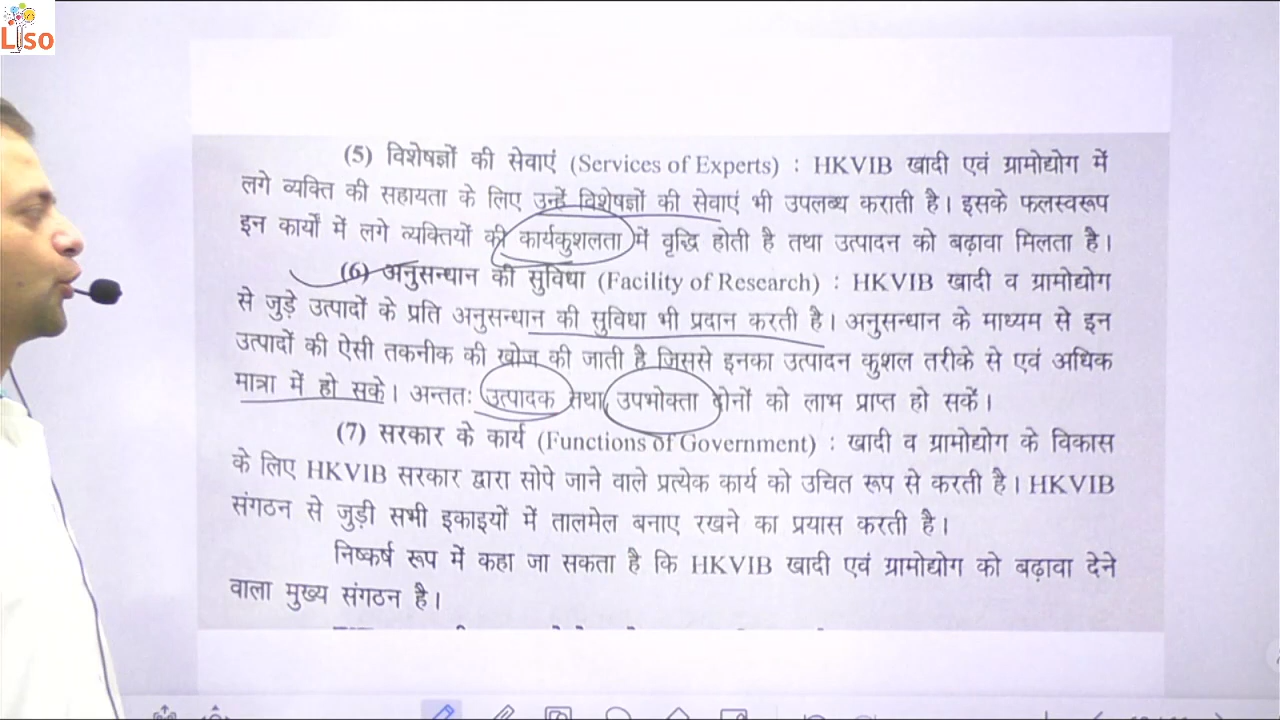 Liso
(5) विशेषज्ञों की सेवाएं (Services of Experts) : HKVIB खादी एवं ग्रामोद्योग में
लगे व्यक्ति की सहायता के लिए उन्हें विशेषज्ञों की सेवाएं भी उपलब्ध कराती है। इसके फलस्वरूप
इन कार्यों में लगे व्यक्तियों की कार्यकुशलता में वृद्धि होती है तथा उत्पादन को बढ़ावा मिलता है।
(6) अनुसन्धान की सुविधा (Facility of Research) : HKVIB खादी व ग्रामोद्योग
से जुड़े उत्पादों के प्रति अनुसन्धान की सुविधा भी प्रदान करती है। अनुसन्धान के माध्यम से इन
उत्पादों की ऐसी तकनीक की खोज की जाती है जिससे इनका उत्पादन कुशल तरीके से एवं अधिक
मात्रा में हो सके। अन्ततः उत्पादक तथा उपभोक्ता दोनों को लाभ प्राप्त हो सकें।
(7) सरकार के कार्य (Functions of Government) : खादी व ग्रामोद्योग के विकास
के लिए HKVIB सरकार द्वारा सोपे जाने वाले प्रत्येक कार्य को उचित रूप से करती है। HKVIB
संगठन से जुड़ी सभी इकाइयों में तालमेल बनाए रखने का प्रयास करती है।
निष्कर्ष रूप में कहा जा सकता है कि HKVIB खादी एवं ग्रामोद्योग को बढ़ावा देने
वाला मुख्य संगठन है।